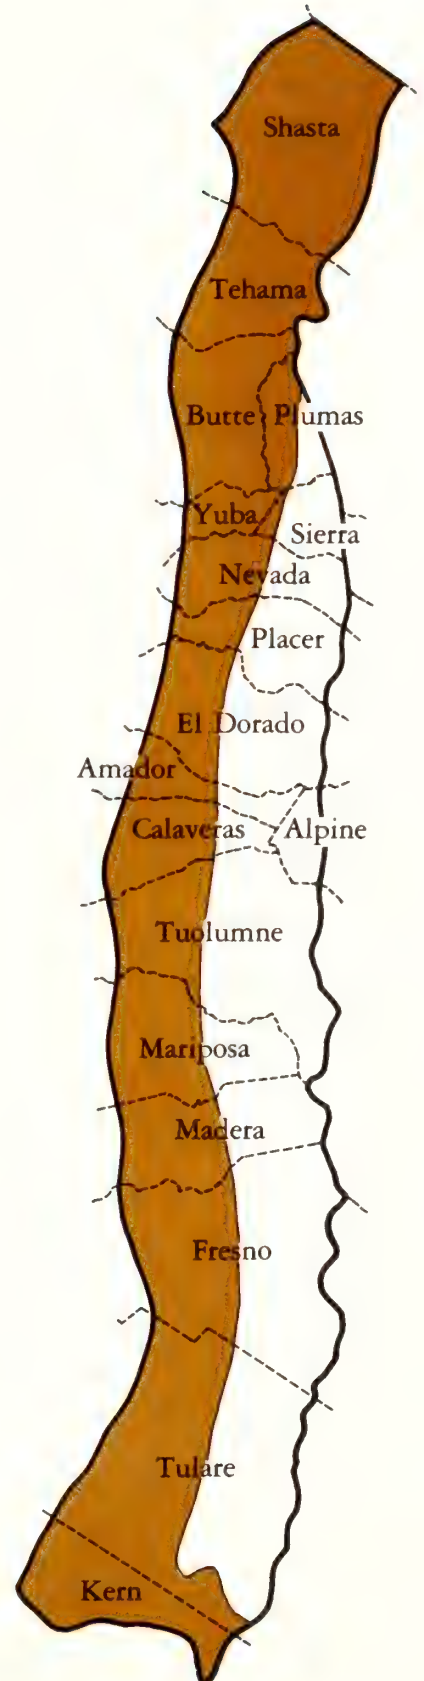 Shasta
Tehama
Butte
Plumas
Yuba
Sierra
Nevada
Placer
El Dorado
Amador
Calaveras
Alpine
Tuolumne
Mariposa
Madera
Fresno
Tulare
Kern